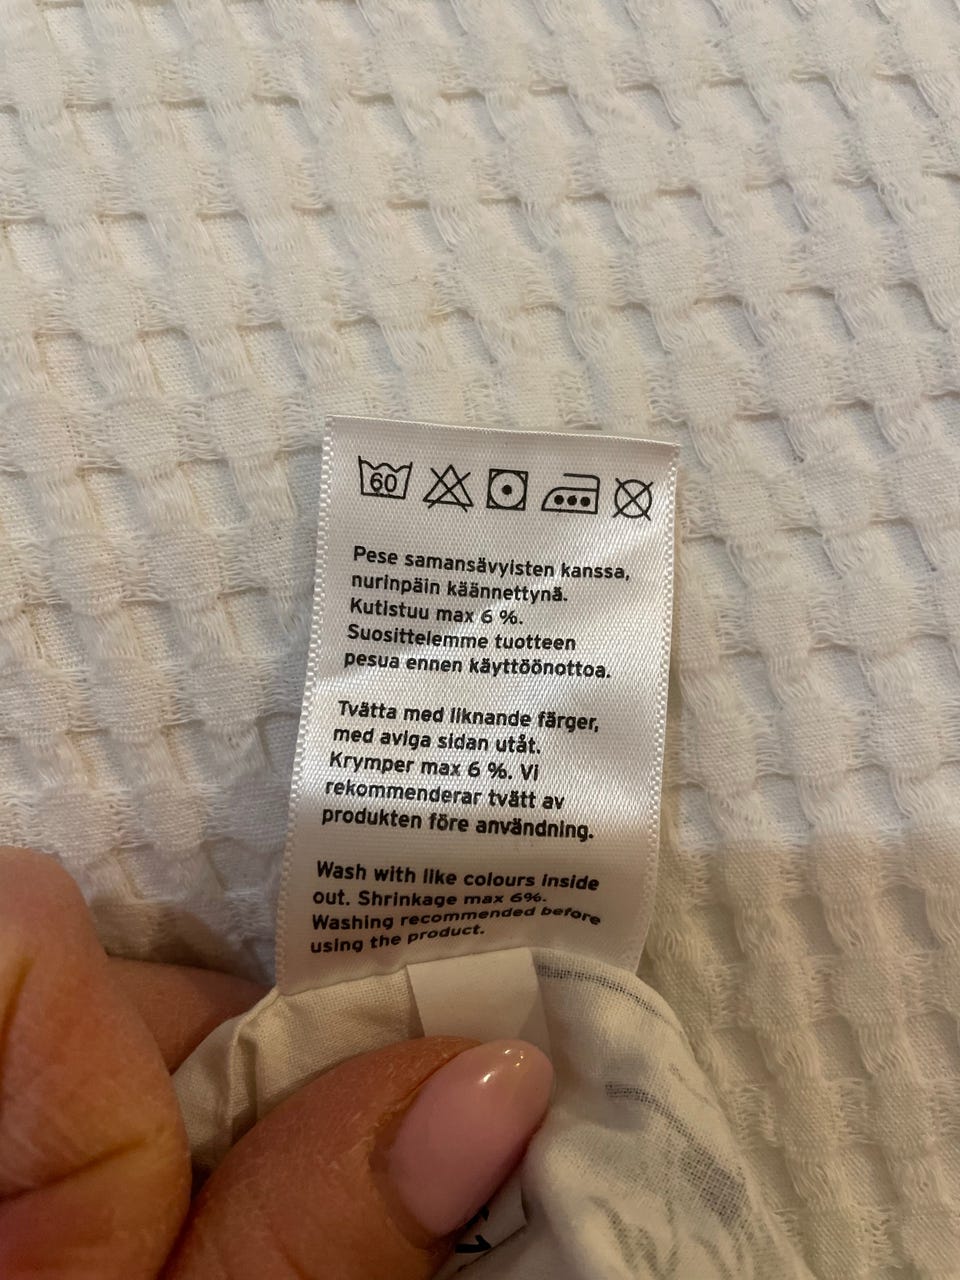 60
Pese samansävyisten kanssa,
nurinpäin käännettynä.
Kutistuu max 6 %.
Suosittelemme tuotteen
pesua ennen käyttöönottoa.
Tvätta med liknande färger,
med aviga sidan utåt.
Krymper max 6 %. Vi
rekommenderar tvätt av
produkten före användning.
Wash with like colours inside
out. Shrinkage max 6%.
Washing recommended before
using the product.